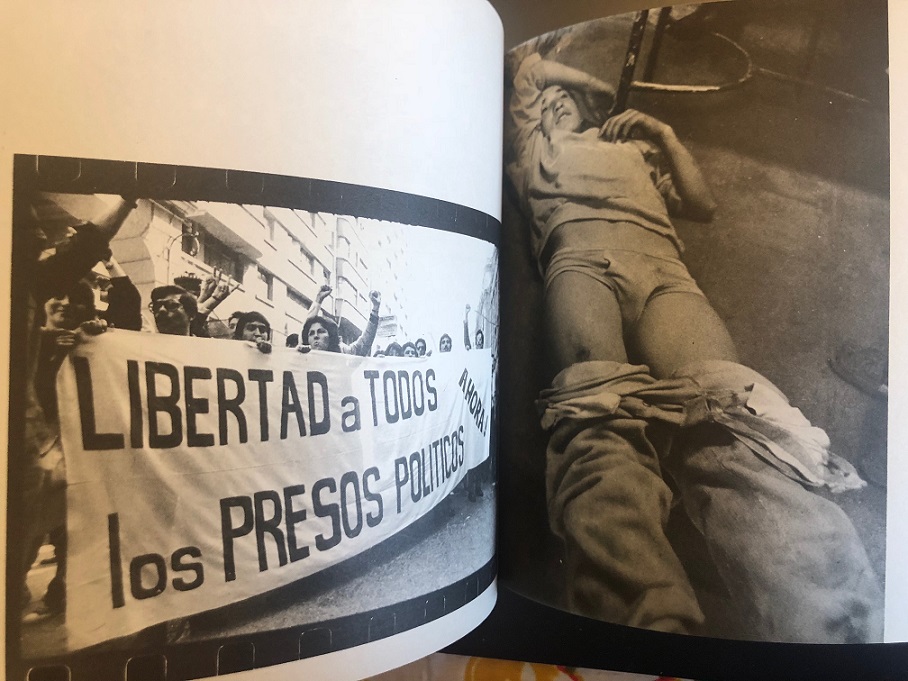 LIBERTAD a TODOS
los PRESOS POLITICOS
AHORA!